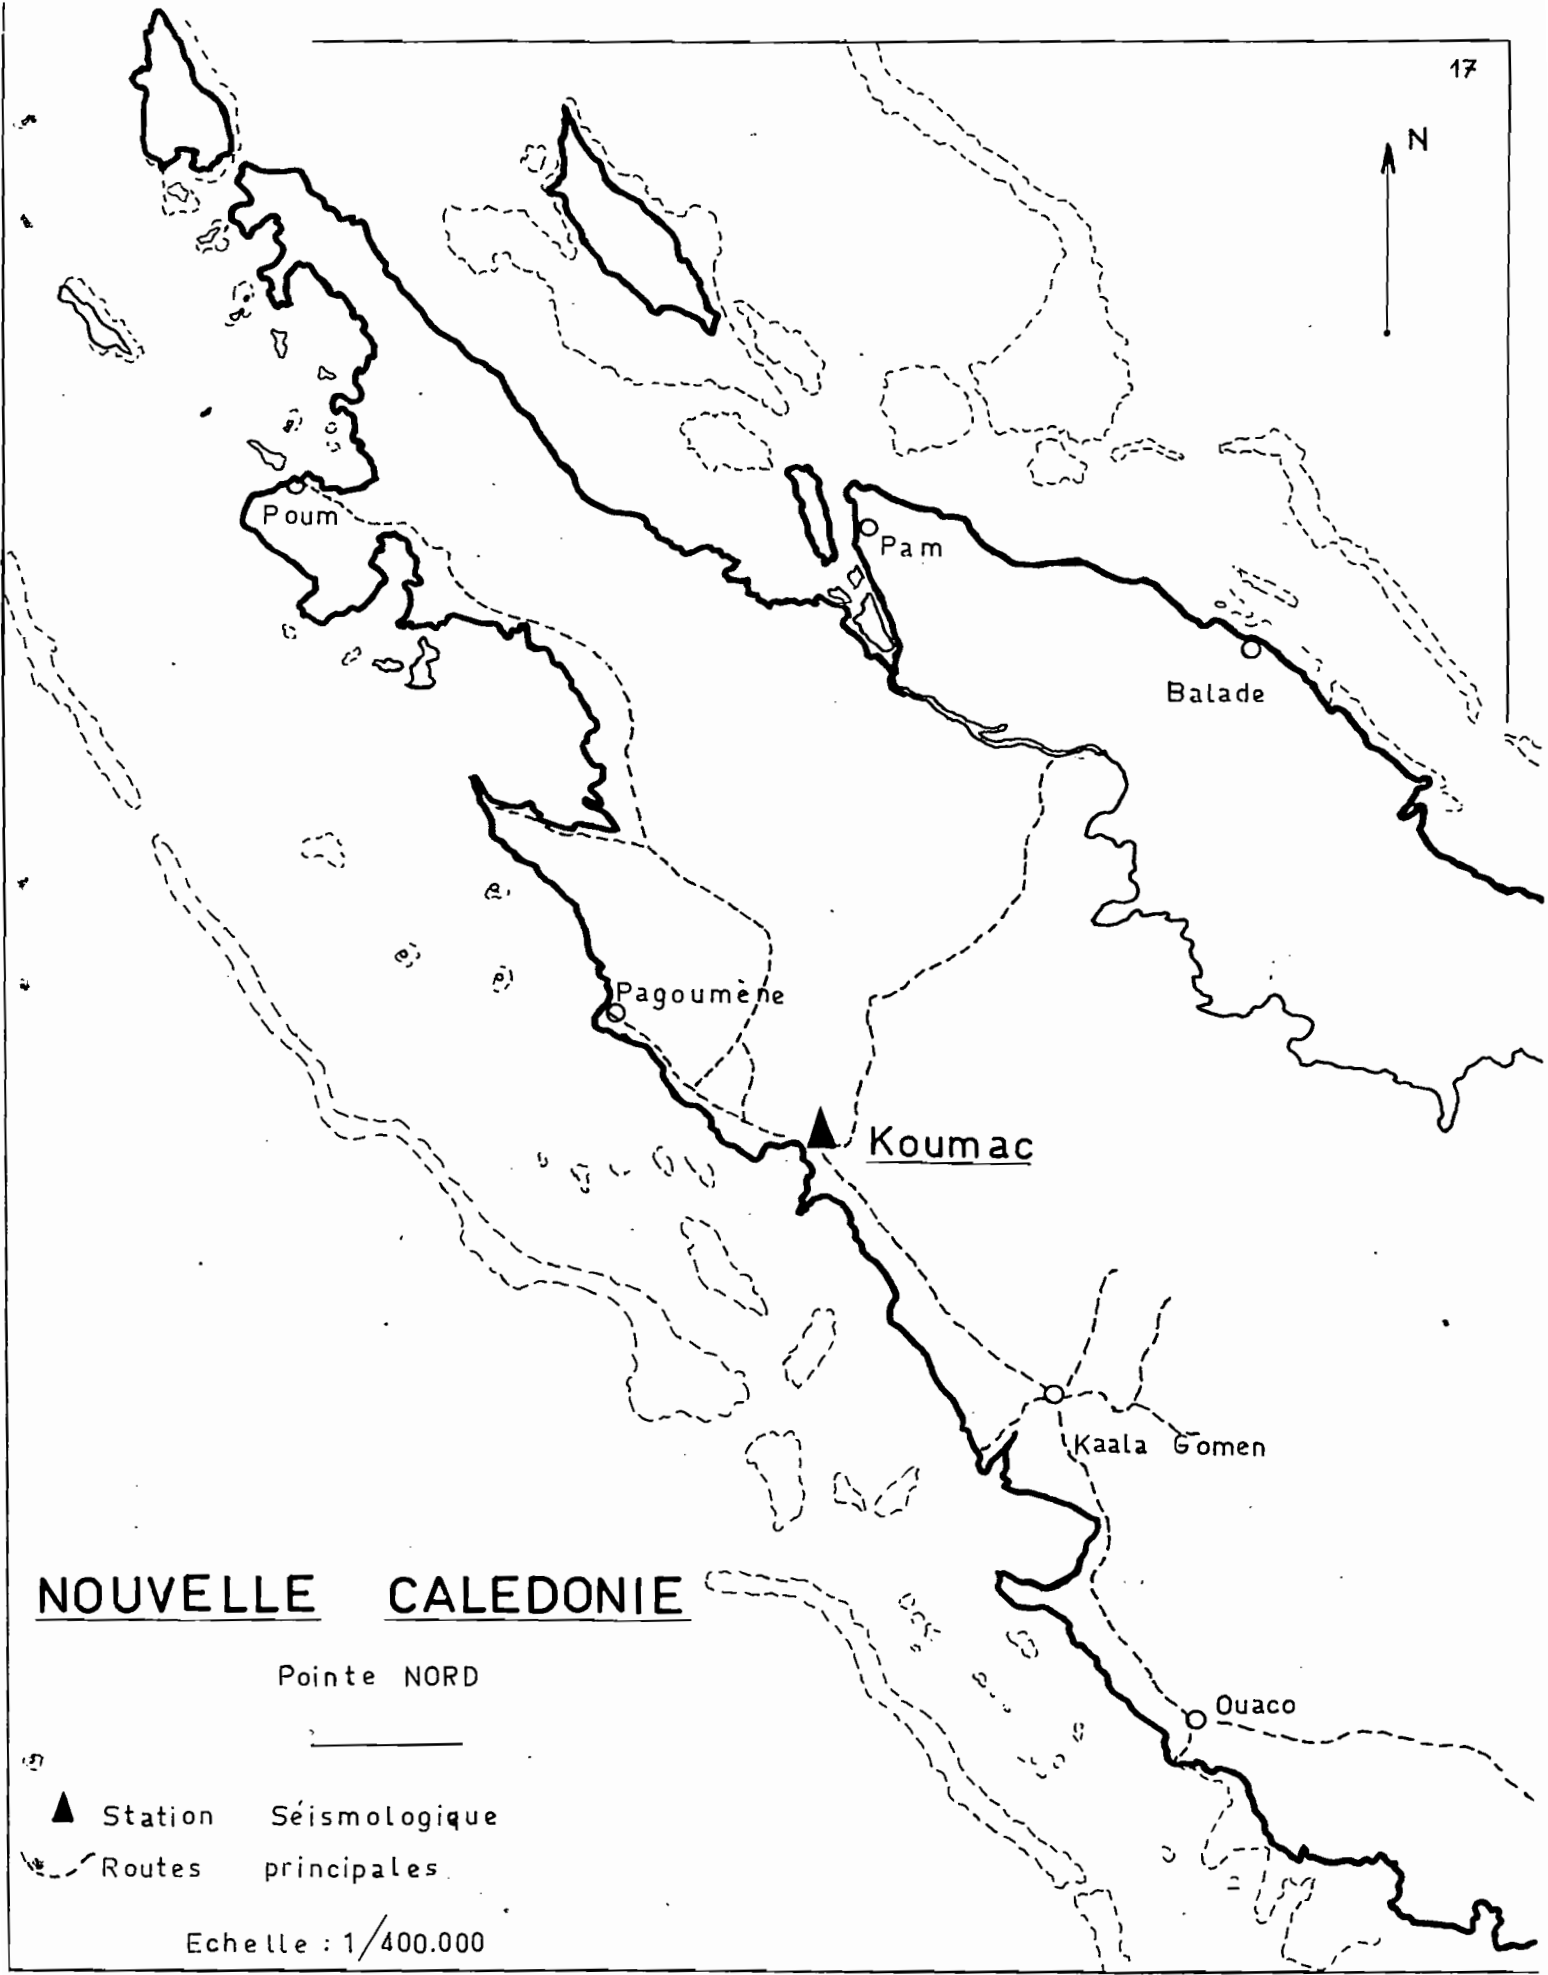 17
N
Poum
Pam
Balade
Pagoumène
Koumac
Kaala Gomen
NOUVELLE CALEDONIE
Pointe NORD
Ouaco
Station Séismologique
Routes principales
Echelle : 1/400.000